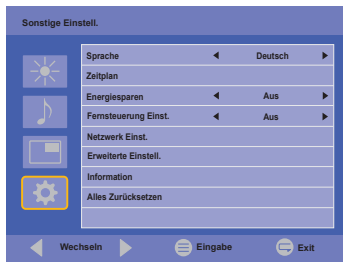 Sonstige Einstell.
Sprache Deutsch
Zeitplan
Energiesparen Aus
Fernsteuerung Einst. Aus
Netzwerk Einst.
Erweiterte Einstell.
Information
Alles Zurücksetzen
Wechseln Eingabe Exit